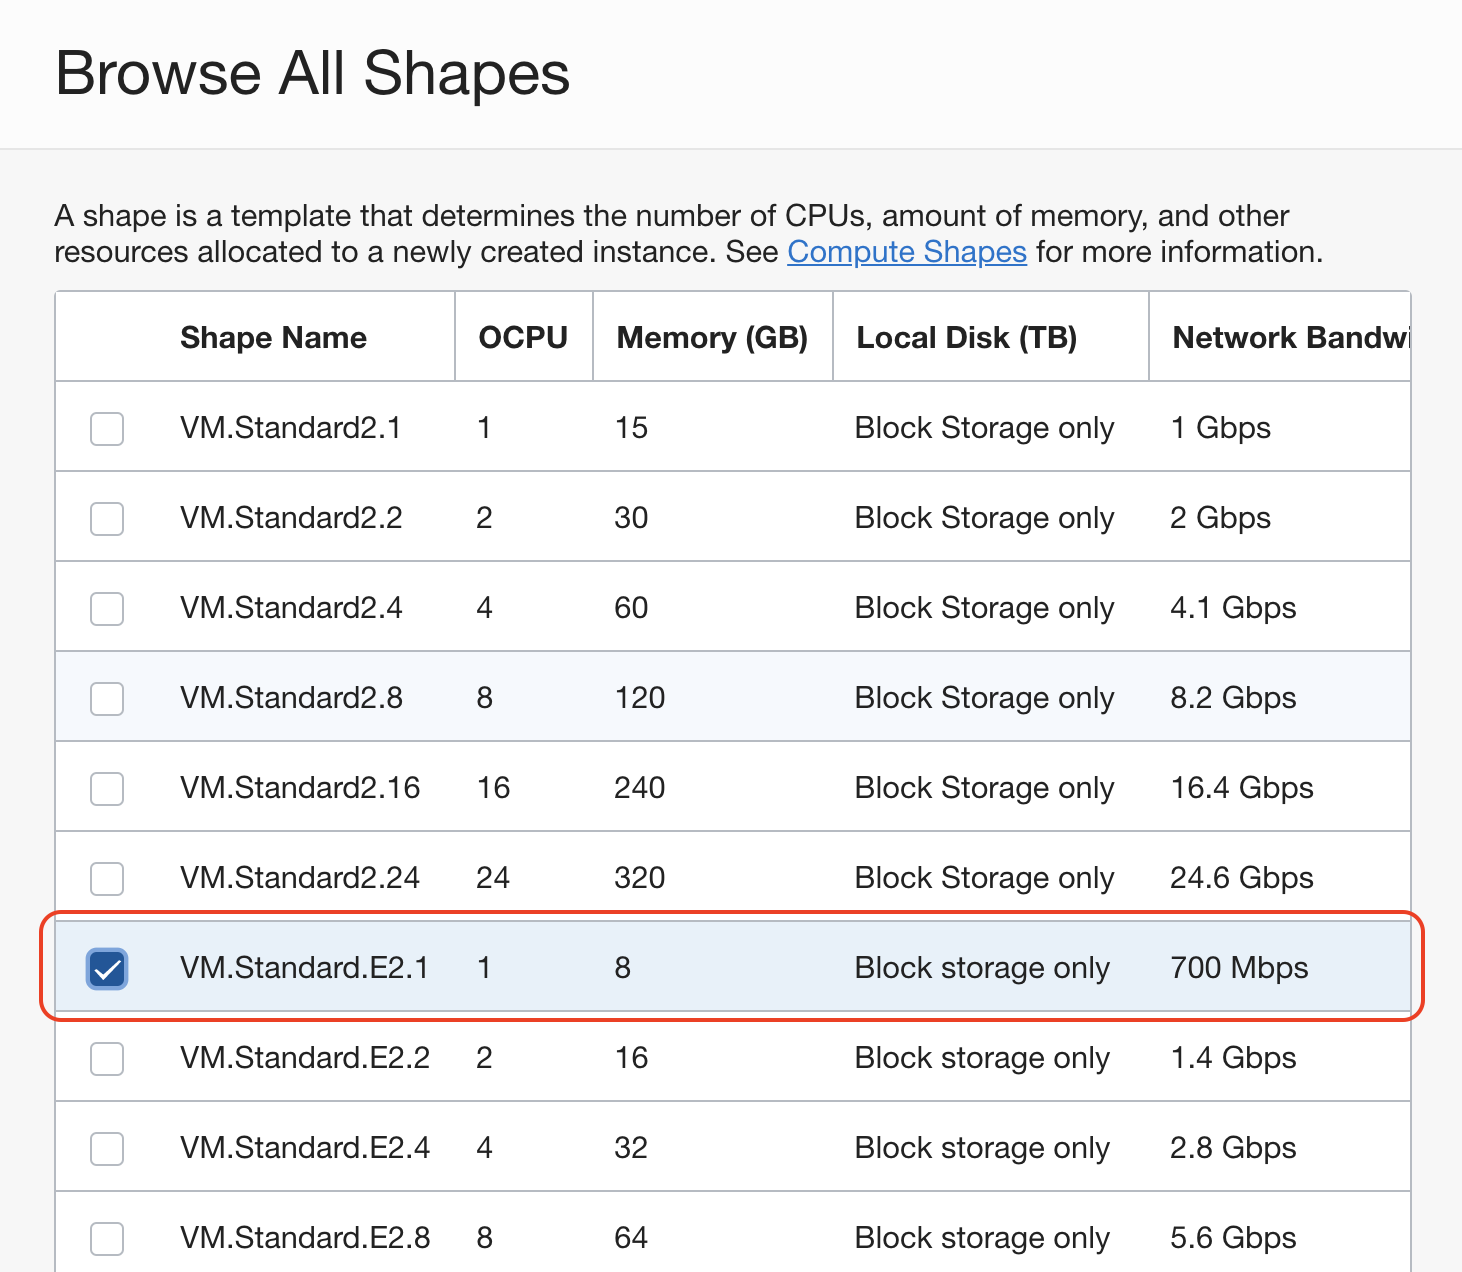 Browse All Shapes
A shape is a template that determines the number of CPUs, amount of memory, and other
resources allocated to a newly created instance. See Compute Shapes for more information.
Shape Name OCPU Memory (GB) Local Disk (TB) Network Bandwi
VM.Standard2.1 1 15 Block Storage only 1 Gbps
VM.Standard2.2 2 30 Block Storage only 2 Gbps
VM.Standard2.4 4 60 Block Storage only 4.1 Gbps
VM.Standard2.8 8 120 Block Storage only 8.2 Gbps
VM.Standard2.16 16 240 Block Storage only 16.4 Gbps
VM.Standard2.24 24 320 Block Storage only 24.6 Gbps
VM.Standard.E2.1 1 8 Block storage only 700 Mbps
VM.Standard.E2.2 2 16 Block storage only 1.4 Gbps
VM.Standard.E2.4 4 32 Block storage only 2.8 Gbps
VM.Standard.E2.8 8 64 Block storage only 5.6 Gbps